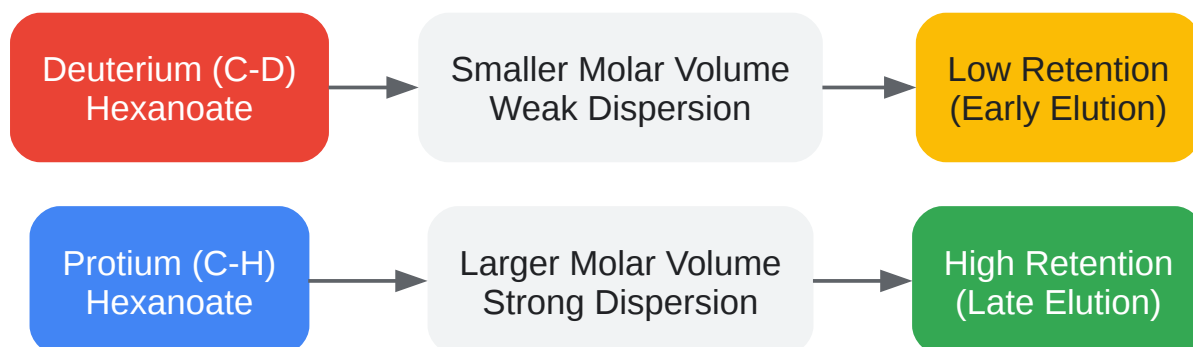 Deuterium (C-D)
Hexanoate
Smaller Molar Volume
Weak Dispersion
Low Retention
(Early Elution)
Protium (C-H)
Hexanoate
Larger Molar Volume
Strong Dispersion
High Retention
(Late Elution)